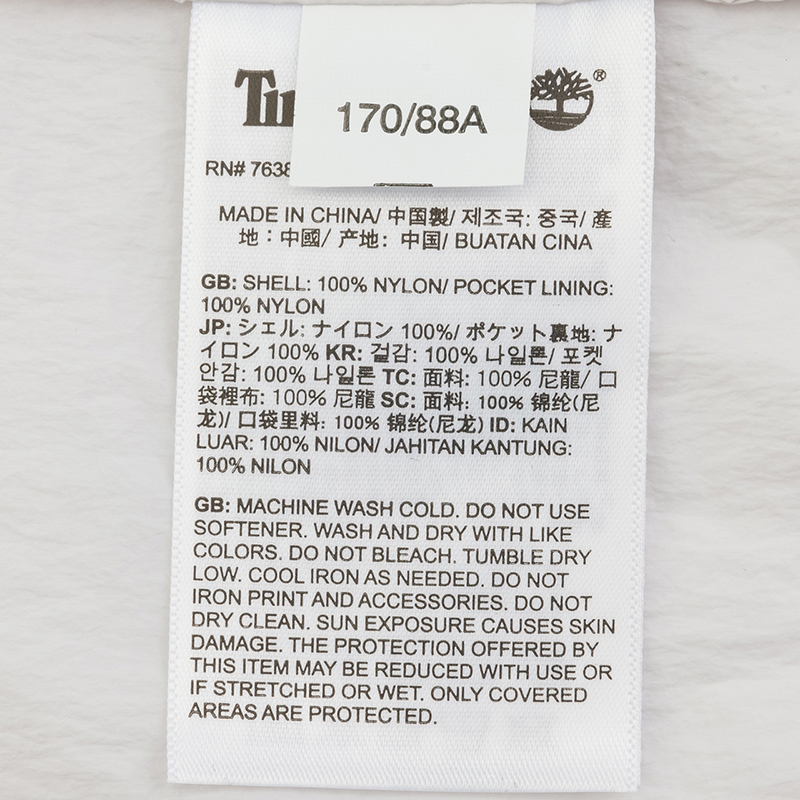 170/88A
®
RN# 7638
MADE IN CHINA/ 中国製/ 제조국: 중국/ 產
地：中國/ 产地: 中国/ BUATAN CINA
GB: SHELL: 100% NYLON/ POCKET LINING:
100% NYLON
JP: シェル: ナイロン 100%/ ポケット裏地: ナ
イロン 100% KR: 겉감: 100% 나일론/ 포켓
안감: 100% 나일론 TC: 面料: 100% 尼龍/ 口
袋裡布: 100% 尼龍 SC: 面料: 100% 锦纶(尼
龙)/ 口袋里料: 100% 锦纶(尼龙) ID: KAIN
LUAR: 100% NILON/ JAHITAN KANTUNG:
100% NILON
GB: MACHINE WASH COLD. DO NOT USE
SOFTENER. WASH AND DRY WITH LIKE
COLORS. DO NOT BLEACH. TUMBLE DRY
LOW. COOL IRON AS NEEDED. DO NOT
IRON PRINT AND ACCESSORIES. DO NOT
DRY CLEAN. SUN EXPOSURE CAUSES SKIN
DAMAGE. THE PROTECTION OFFERED BY
THIS ITEM MAY BE REDUCED WITH USE OR
IF STRETCHED OR WET. ONLY COVERED
AREAS ARE PROTECTED.